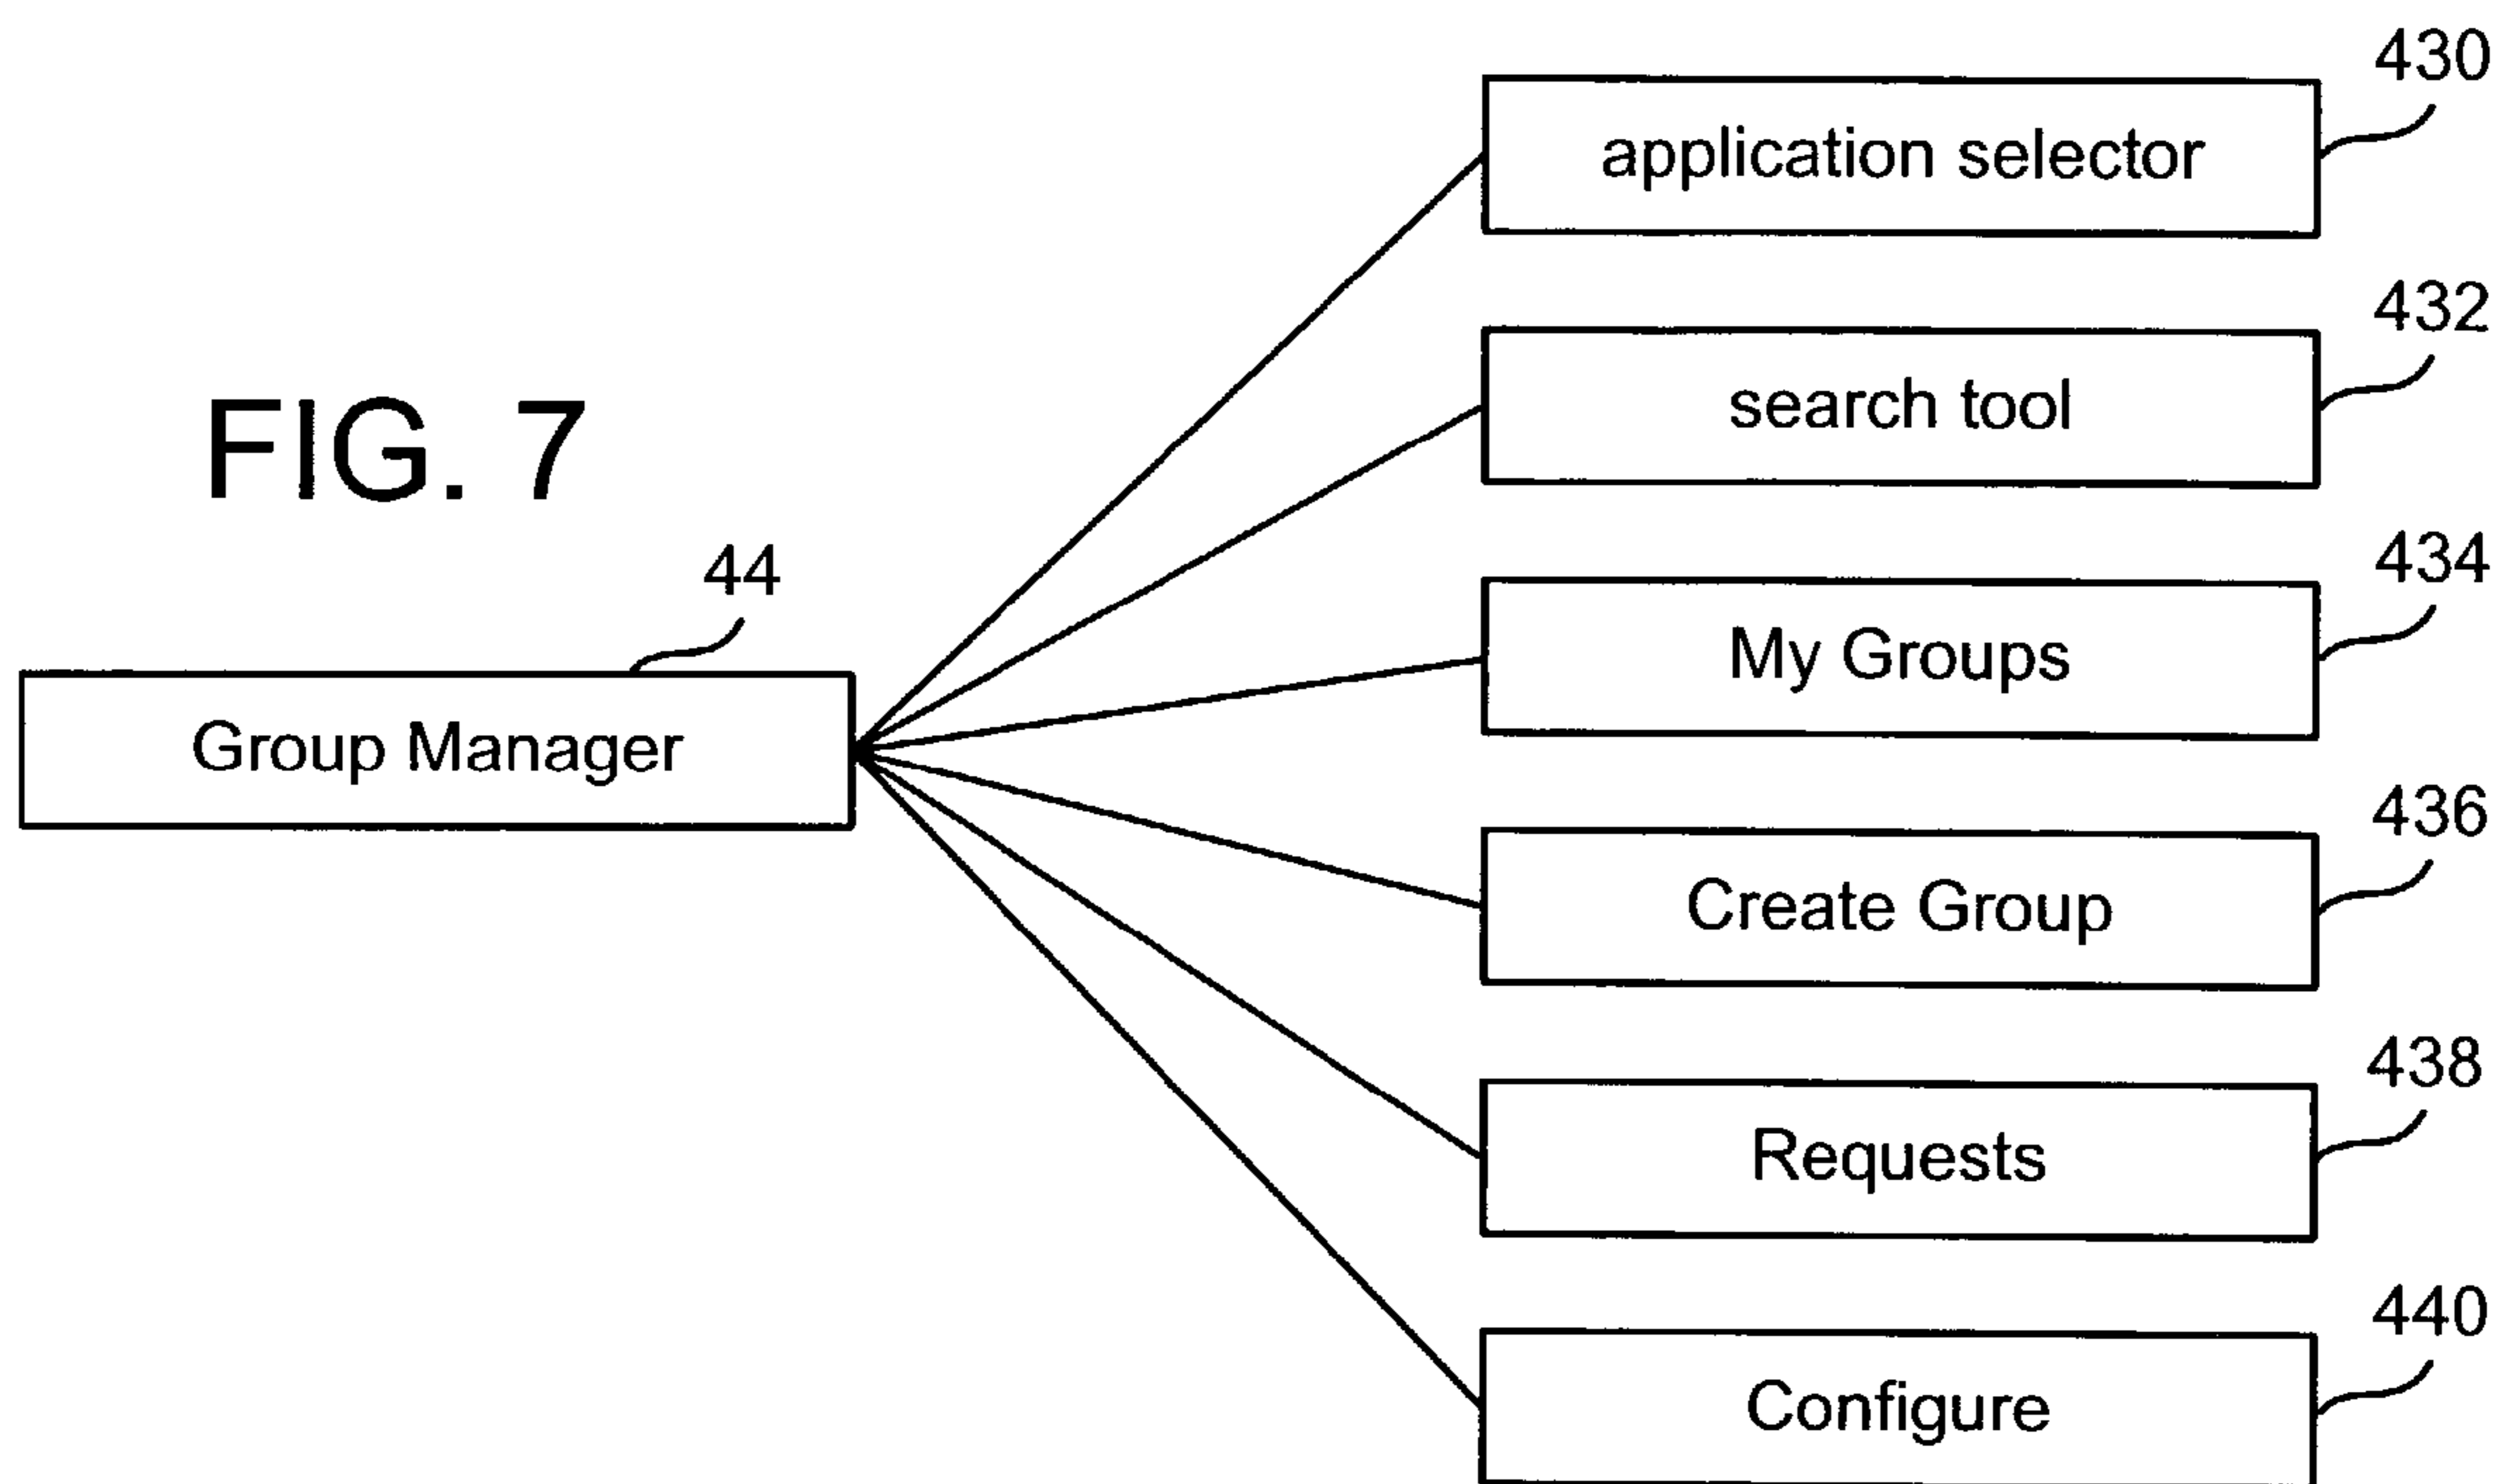 430
application selector
432
search tool
FIG. 7
434
My Groups
44
Group Manager
436
Create Group
438
Requests
440
Configure